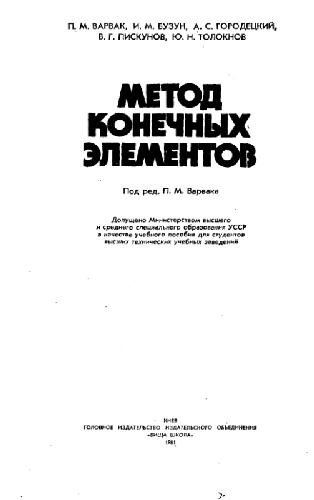 П. М. ВАРВАК, И. М. БУЗУН, А. С. ГОРОДЕЦКИЙ,
В. Г. ПИСКУНОВ, Ю. Н. ТОЛОКНОВ
МЕТОД
КОНЕЧНЫХ
ЭЛЕМЕНТОВ
Под ред. П. М. Варвака
Допущено Министерством высшего
и среднего специального образования УССР
в качестве учебного пособия для студентов
высших технических учебных заведений
КИЕВ
ГОЛОВНОЕ ИЗДАТЕЛЬСТВО ИЗДАТЕЛЬСКОГО ОБЪЕДИНЕНИЯ
«ВИЩА ШКОЛА»
1981